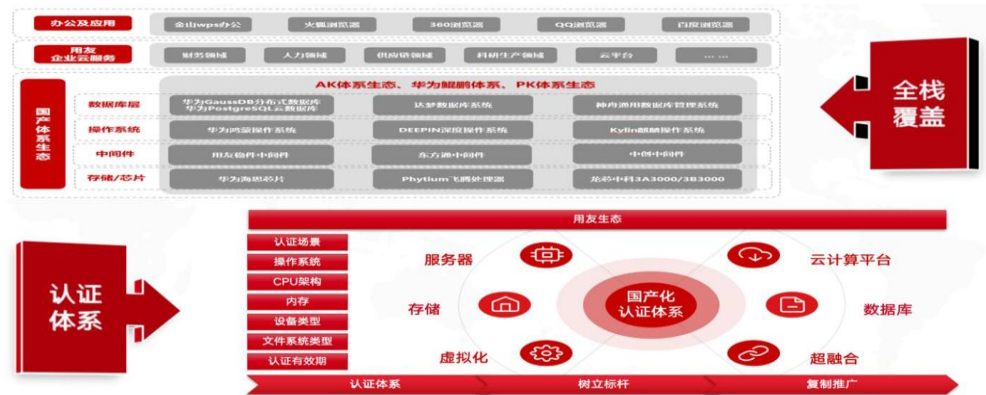 办公及应用
金山wps办公
火狐浏览器
360浏览器
QQ浏览器
百度浏览器
用友
企业云服务
财务领域
人力领域
供应链领域
科研生产领域
云平台
... ...
国产体系生态
AK体系生态、华为鲲鹏体系、PK体系生态
数据库层
华为GaussDB分布式数据库
华为PostgreSQL云数据库
达梦数据库系统
神舟通用数据库管理系统
操作系统
华为鸿蒙操作系统
DEEPIN深度操作系统
Kylin麒麟操作系统
中间件
用友稳件中间件
东方通中间件
中创中间件
存储/芯片
华为海思芯片
Phytium飞腾处理器
龙芯中科3A3000/3B3000
全栈
覆盖
认证
体系
用友生态
认证场景
操作系统
CPU架构
内存
设备类型
文件系统类型
认证有效期
服务器
存储
虚拟化
国产化
认证体系
云计算平台
数据库
超融合
认证体系
树立标杆
复制推广